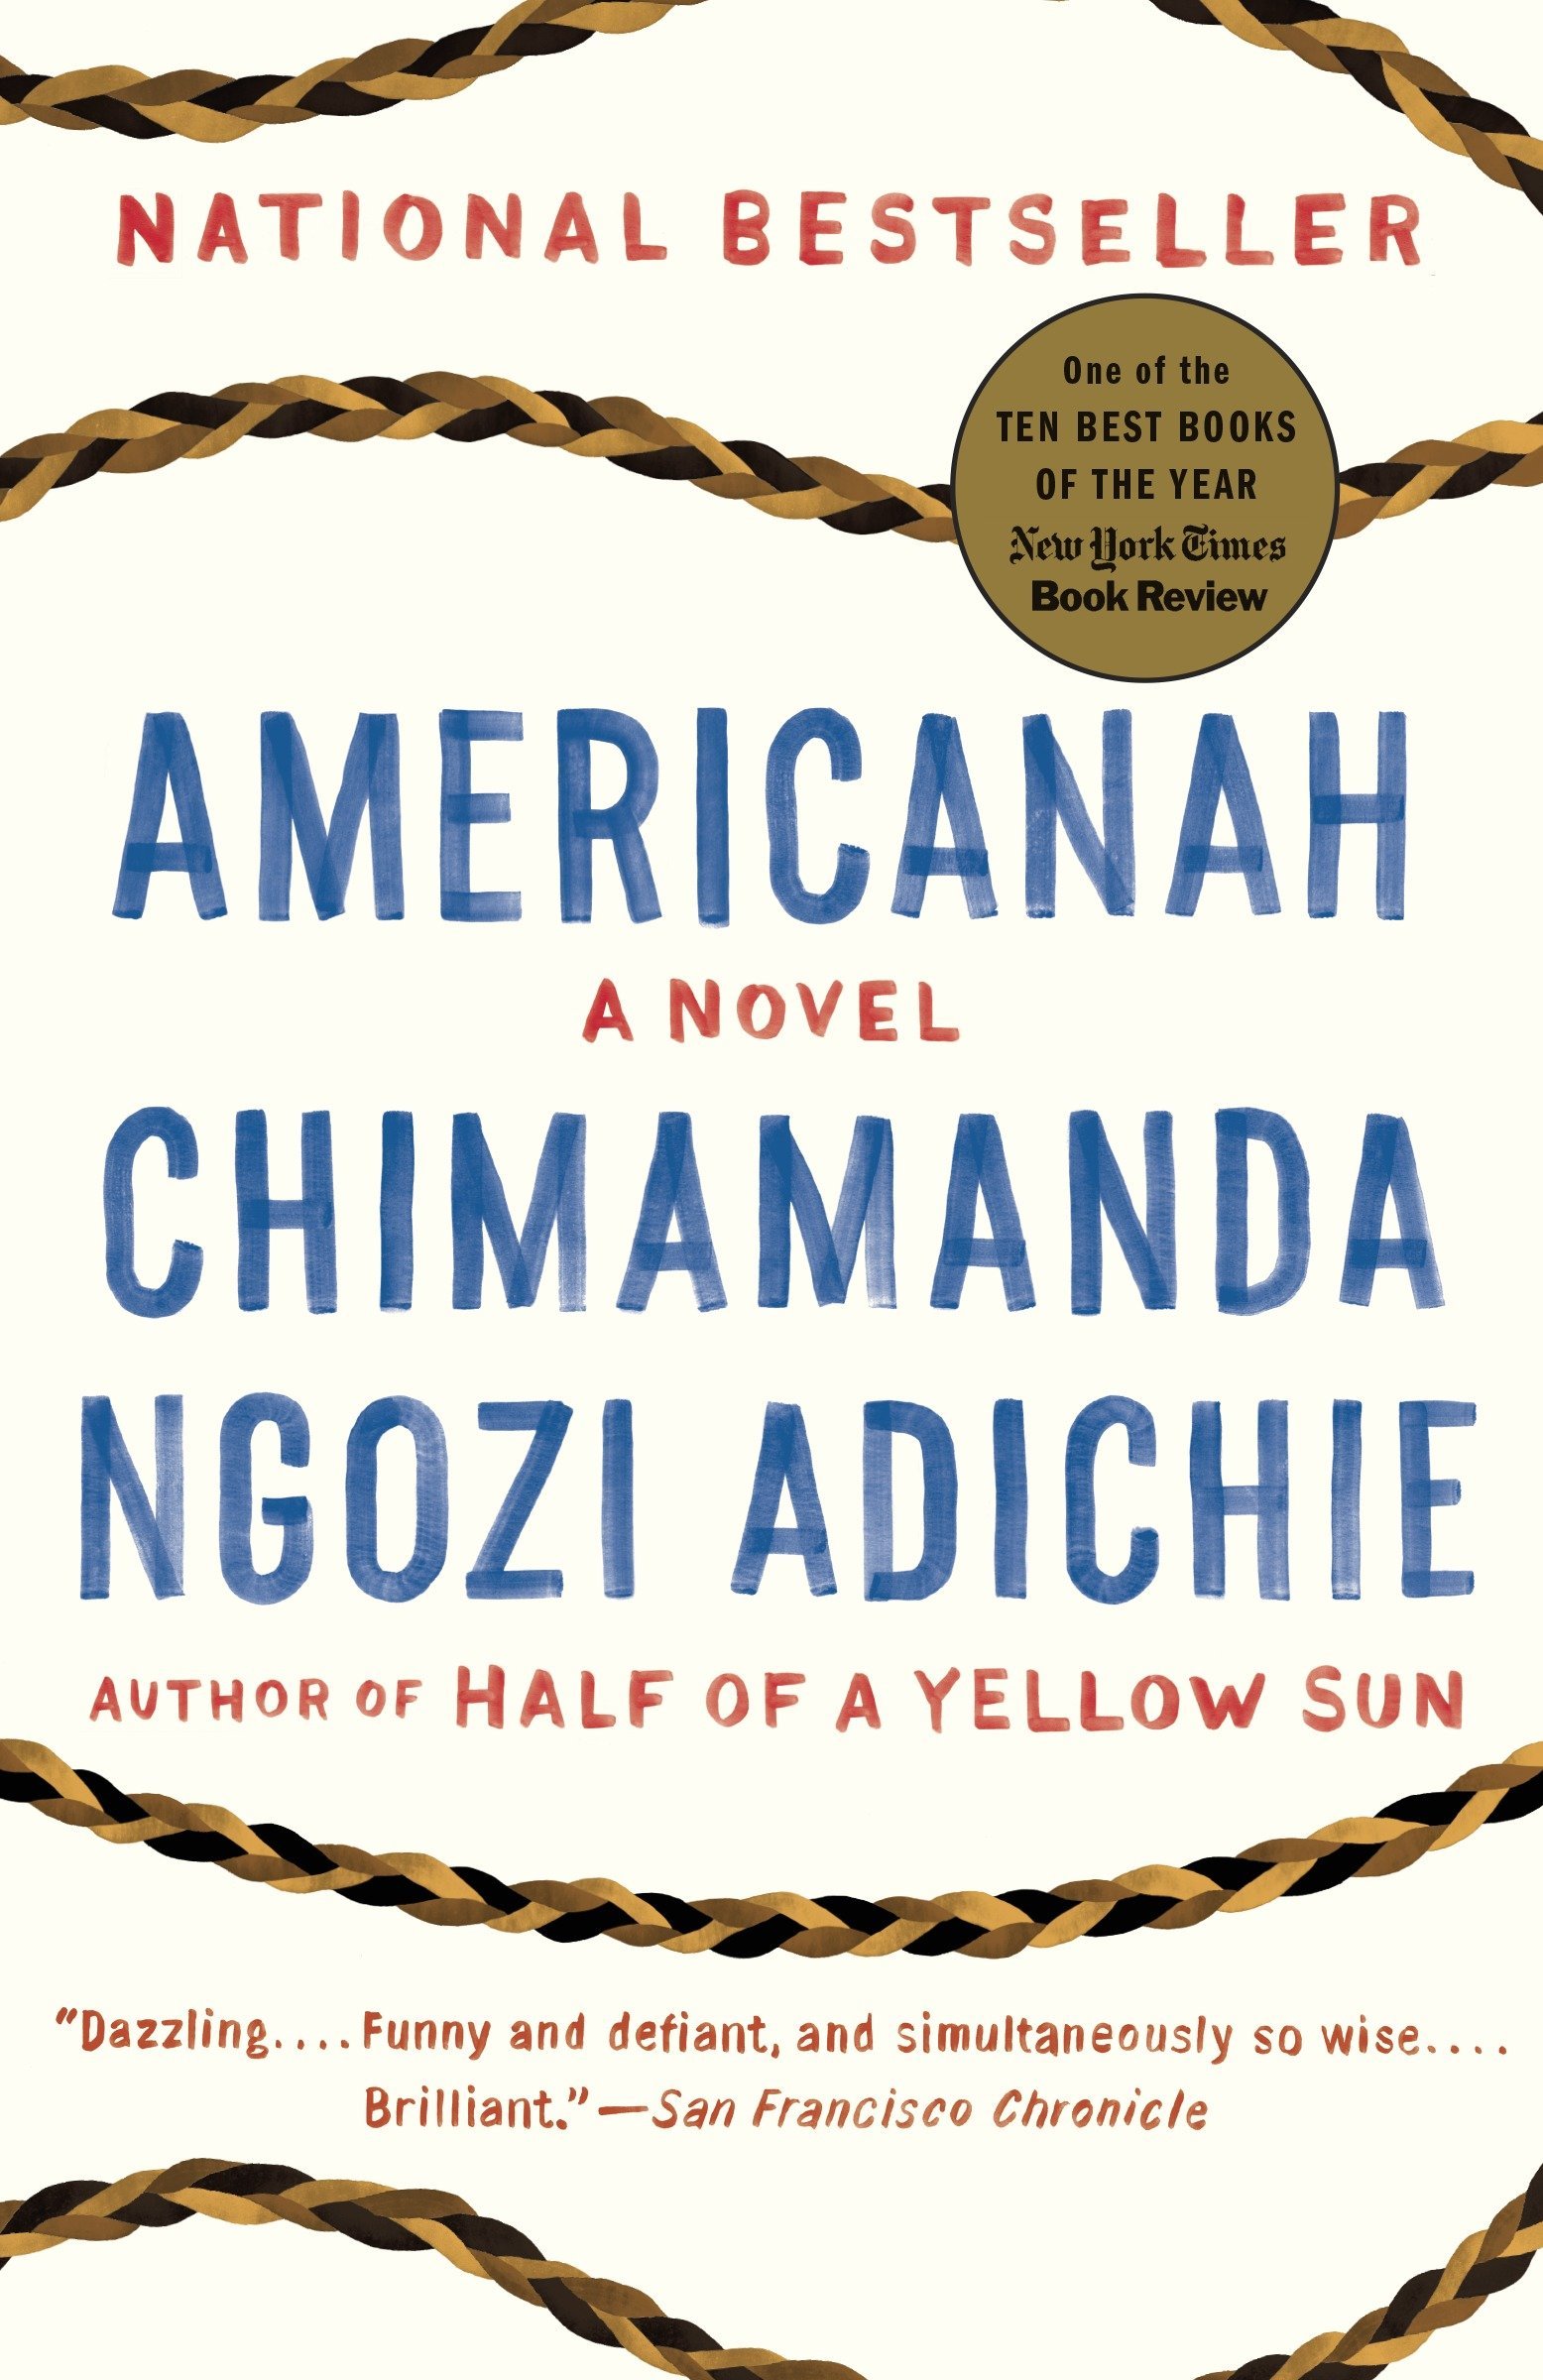 NATIONAL BESTSELLER
One of the
TEN BEST BOOKS
OF THE YEAR
New York Times
Book Review
AMERICANAH
A NOVEL
CHIMAMANDA
NGOZI ADICHIE
AUTHOR OF HALF OF A YELLOW SUN
"Dazzling.... Funny and defiant, and simultaneously so wise....
Brilliant."—San Francisco Chronicle